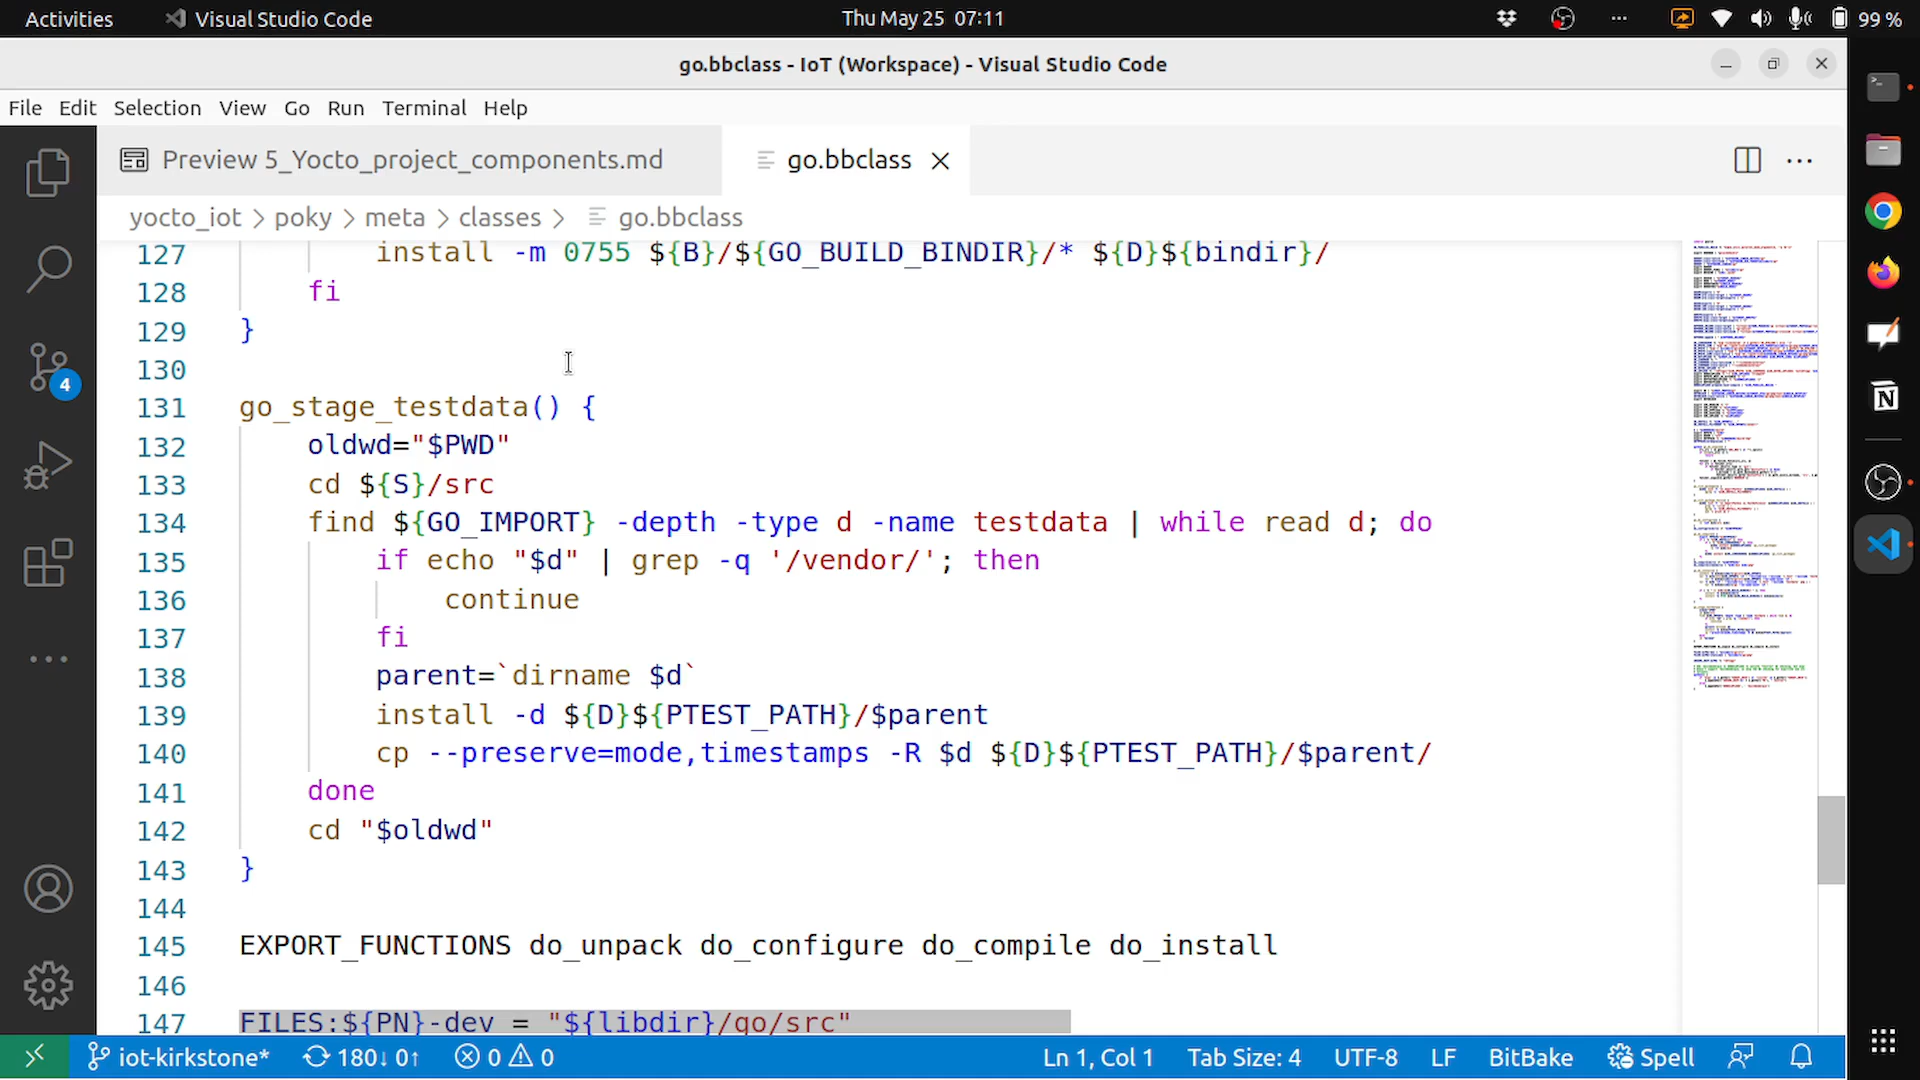 Activities Visual Studio Code Thu May 25 07:11 99 %
go.bbclass - IoT (Workspace) - Visual Studio Code
File Edit Selection View Go Run Terminal Help
Preview 5_Yocto_project_components.md go.bbclass
yocto_iot > poky > meta > classes > go.bbclass
127 install -m 0755 ${B}/${GO_BUILD_BINDIR}/* ${D}${bindir}/
128 fi
129 }
130
131 go_stage_testdata() {
132 oldwd="$PWD"
133 cd ${S}/src
134 find ${GO_IMPORT} -depth -type d -name testdata | while read d; do
135 if echo "$d" | grep -q '/vendor/'; then
136 continue
137 fi
138 parent=`dirname $d`
139 install -d ${D}${PTEST_PATH}/$parent
140 cp --preserve=mode,timestamps -R $d ${D}${PTEST_PATH}/$parent/
141 done
142 cd "$oldwd"
143 }
144
145 EXPORT_FUNCTIONS do_unpack do_configure do_compile do_install
146
147 FILES:${PN}-dev = "${libdir}/go/src"
4
iot-kirkstone* 180↓ 0↑ 0 0 Ln 1, Col 1 Tab Size: 4 UTF-8 LF BitBake Spell